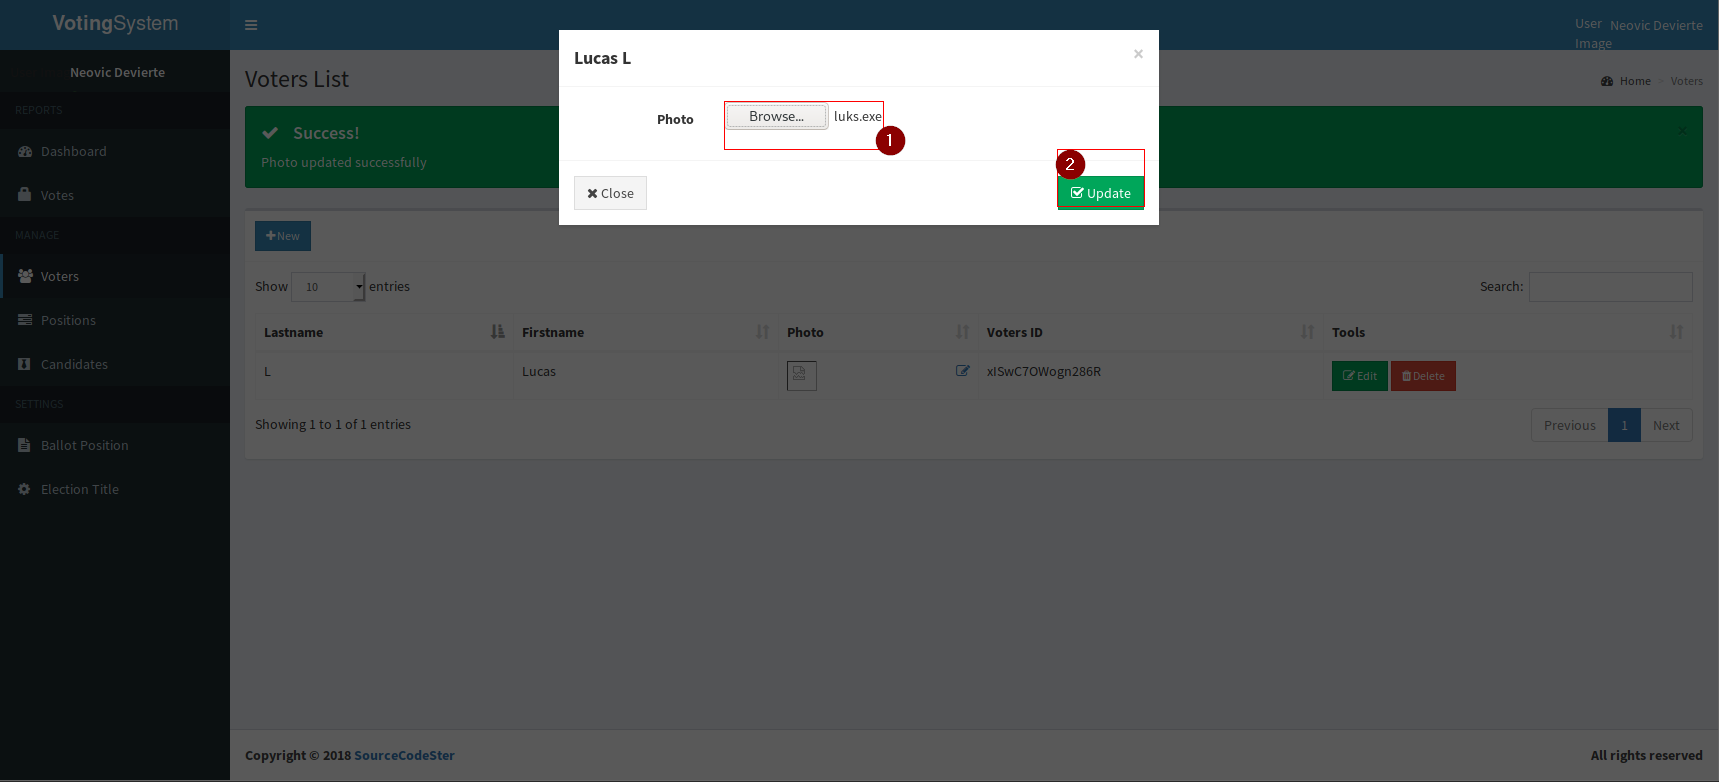 VotingSystem
User Image
Neovic Devierte
Neovic Devierte
REPORTS
Dashboard
Votes
MANAGE
Voters
Positions
Candidates
SETTINGS
Ballot Position
Election Title
Voters List
Home > Voters
Success!
×
Photo updated successfully
Lucas L
×
Photo
Browse...
luks.exe
1
2
Close
Update
New
Show 10 entries
Search:
Lastname Firstname Photo Voters ID Tools
L Lucas xISwC7OWogn286R Edit Delete
Showing 1 to 1 of 1 entries
Previous 1 Next
Copyright © 2018 SourceCodeSter
All rights reserved